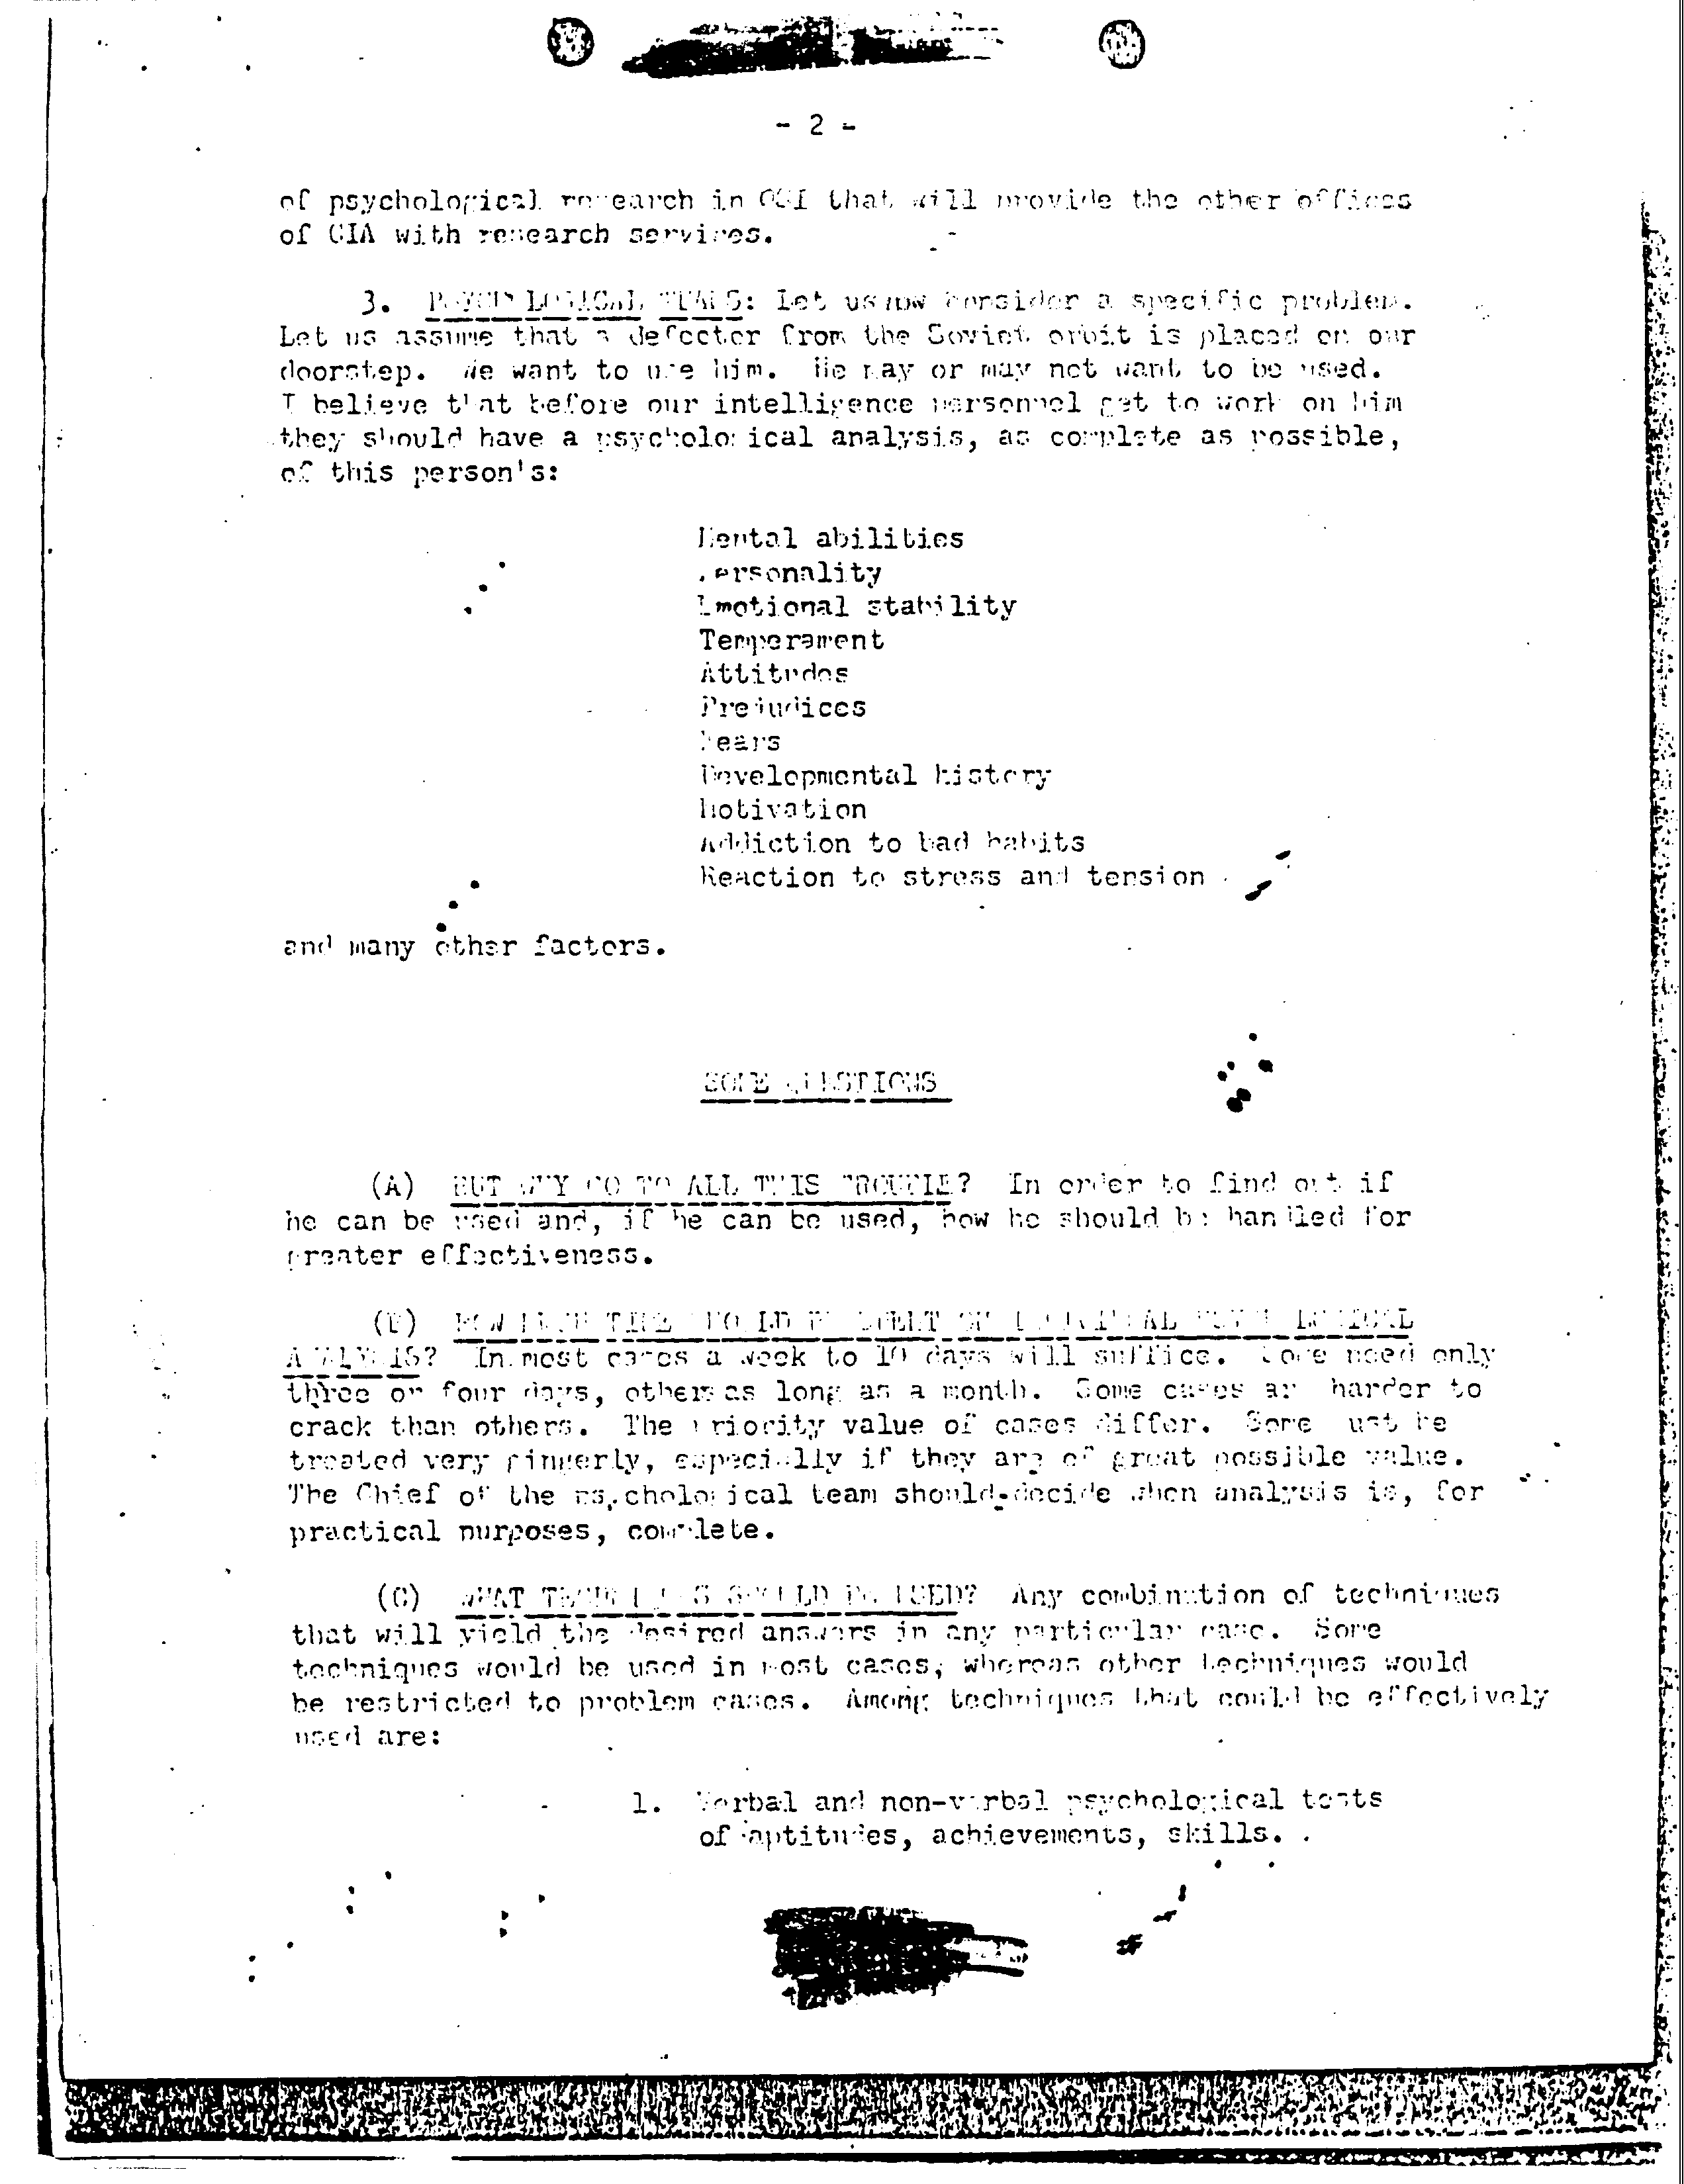 - 2 -
of psychological research in OSI that will provide the other offices
of CIA with research services.
3. PSYCHOLOGICAL TEAMS: Let us now consider a specific problem.
Let us assume that a defector from the Soviet orbit is placed on our
doorstep. We want to use him. He may or may not want to be used.
I believe that before our intelligence personnel get to work on him
they should have a psychological analysis, as complete as possible,
of this person's:
Mental abilities
Personality
Emotional stability
Temperament
Attitudes
Prejudices
Fears
Developmental history
Motivation
Addiction to bad habits
Reaction to stress and tension
and many other factors.
SOME QUESTIONS
(A) BUT WHY GO TO ALL THIS TROUBLE? In order to find out if
he can be used and, if he can be used, how he should be handled for
greater effectiveness.
(B) HOW MUCH TIME SHOULD BE SPENT ON INDIVIDUAL PSYCHOLOGICAL
ANALYSIS? In most cases a week to 10 days will suffice. Some need only
three or four days, others as long as a month. Some cases are harder to
crack than others. The priority value of cases differ. Some must be
treated very gingerly, especially if they are of great possible value.
The Chief of the psychological team should decide when analysis is, for
practical purposes, complete.
(C) WHAT TECHNIQUES SHOULD BE USED? Any combination of techniques
that will yield the desired answers in any particular case. Some
techniques would be used in most cases, whereas other techniques would
be restricted to problem cases. Among techniques that could be effectively
used are:
1. Verbal and non-verbal psychological tests
of aptitudes, achievements, skills.